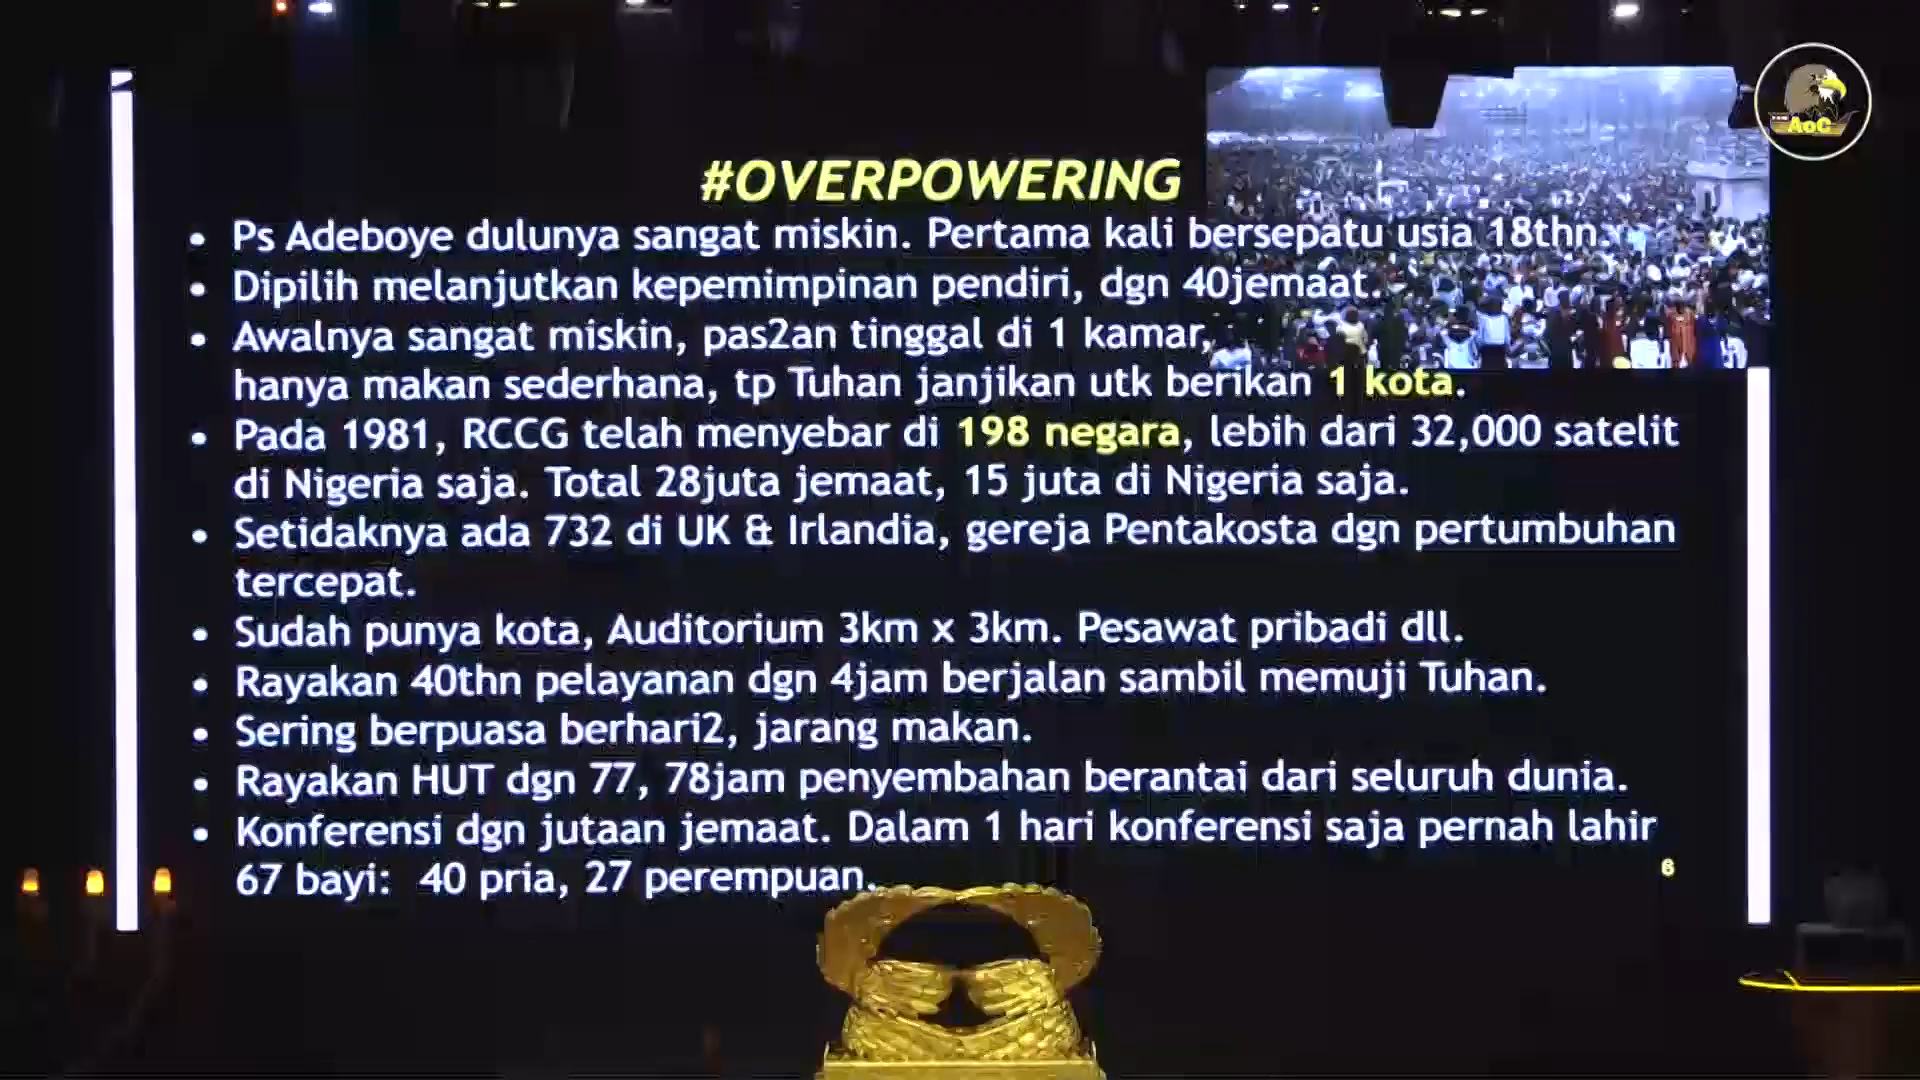 AoC
#OVERPOWERING
• Ps Adeboye dulunya sangat miskin. Pertama kali bersepatu usia 18thn.
• Dipilih melanjutkan kepemimpinan pendiri, dgn 40jemaat.
• Awalnya sangat miskin, pas2an tinggal di 1 kamar,
hanya makan sederhana, tp Tuhan janjikan utk berikan 1 kota.
• Pada 1981, RCCG telah menyebar di 198 negara, lebih dari 32,000 satelit
di Nigeria saja. Total 28juta jemaat, 15 juta di Nigeria saja.
• Setidaknya ada 732 di UK & Irlandia, gereja Pentakosta dgn pertumbuhan
tercepat.
• Sudah punya kota, Auditorium 3km x 3km. Pesawat pribadi dll.
• Rayakan 40thn pelayanan dgn 4jam berjalan sambil memuji Tuhan.
• Sering berpuasa berhari2, jarang makan.
• Rayakan HUT dgn 77, 78jam penyembahan berantai dari seluruh dunia.
• Konferensi dgn jutaan jemaat. Dalam 1 hari konferensi saja pernah lahir
67 bayi: 40 pria, 27 perempuan.
6